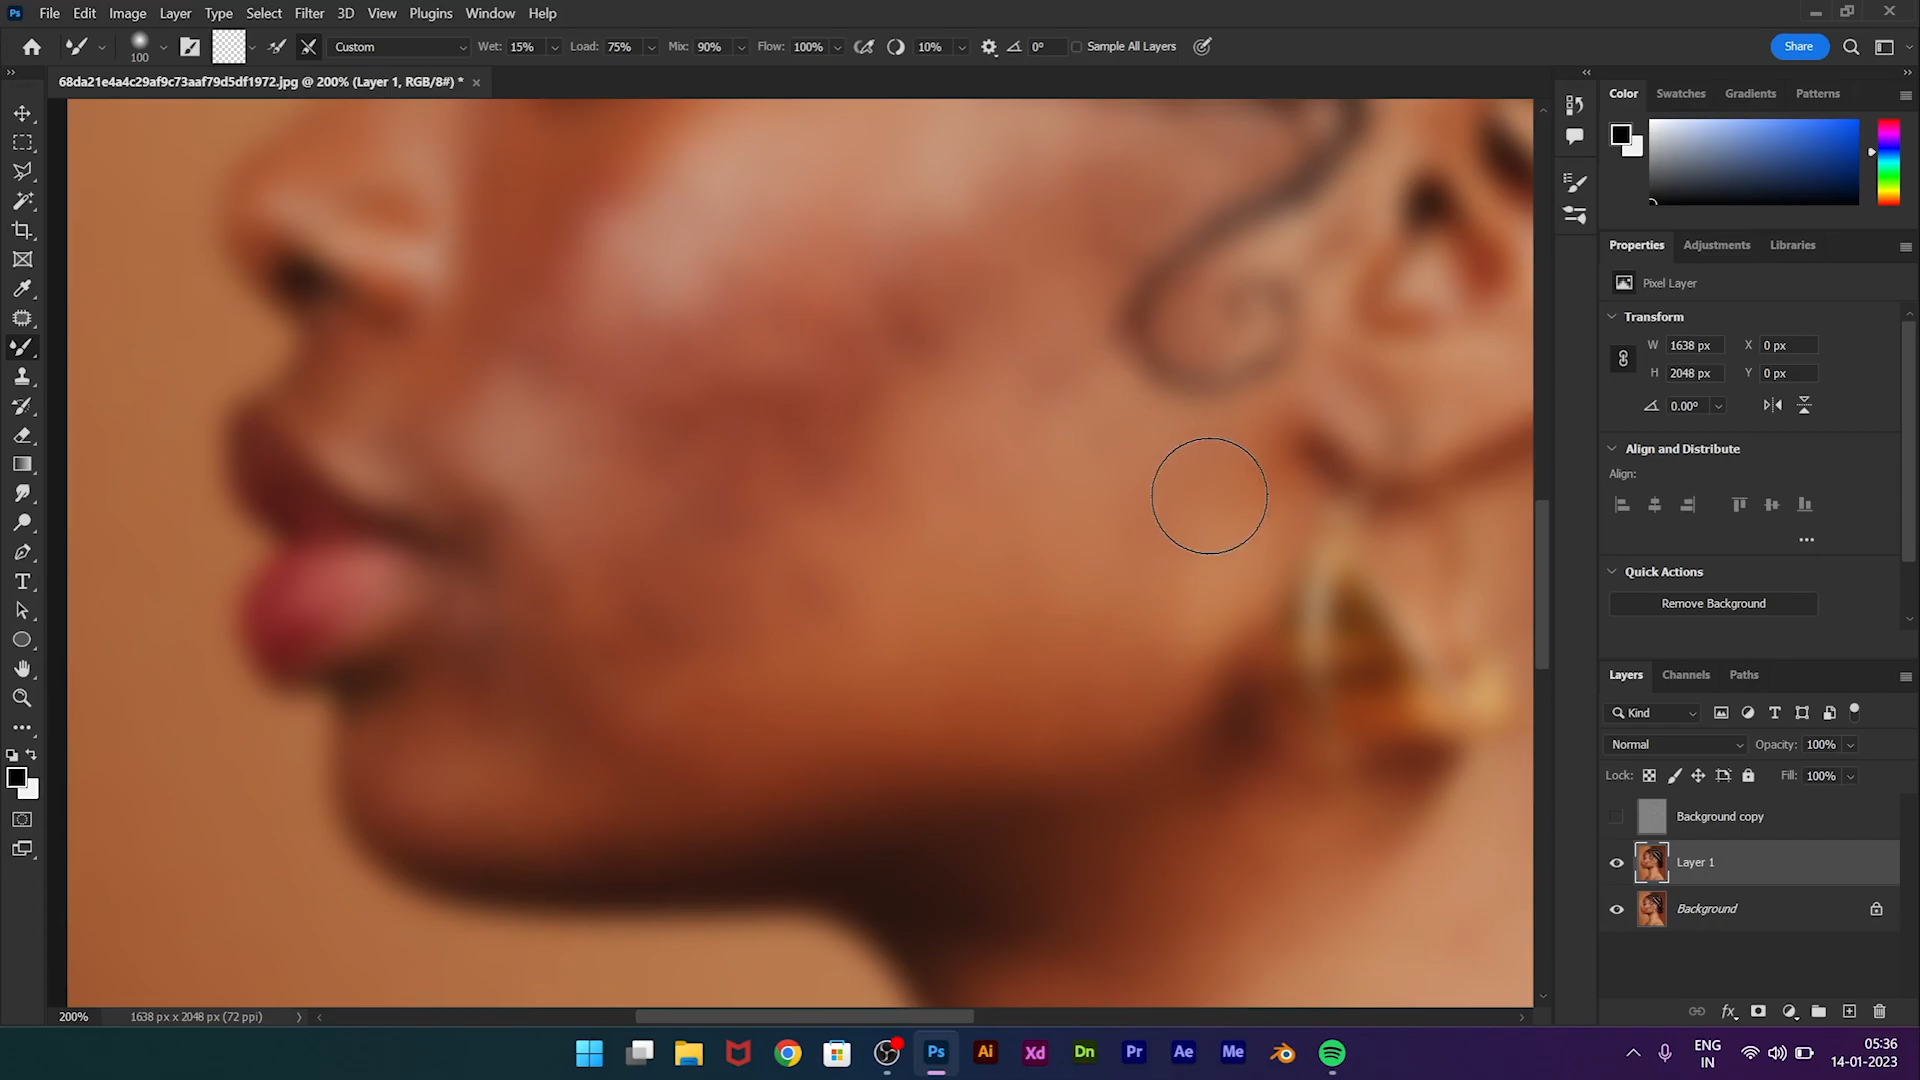 Ps File Edit Image Layer Type Select Filter 3D View Plugins Window Help
100 Custom Wet: 15% Load: 75% Mix: 90% Flow: 100% 10% 0° Sample All Layers Share
68da21e4a4c29af9c73aaf79d5df1972.jpg @ 200% (Layer 1, RGB/8#) *
Color Swatches Gradients Patterns
Properties Adjustments Libraries
Pixel Layer
Transform
W 1638 px X 0 px
H 2048 px Y 0 px
0.00°
Align and Distribute
Align:
Quick Actions
Remove Background
Layers Channels Paths
Kind
Normal Opacity: 100%
Lock: Fill: 100%
Background copy
Layer 1
Background
200% 1638 px x 2048 px (72 ppi)
Ps Ai Xd Dn Pr Ae Me
ENG
IN
05:36
14-01-2023